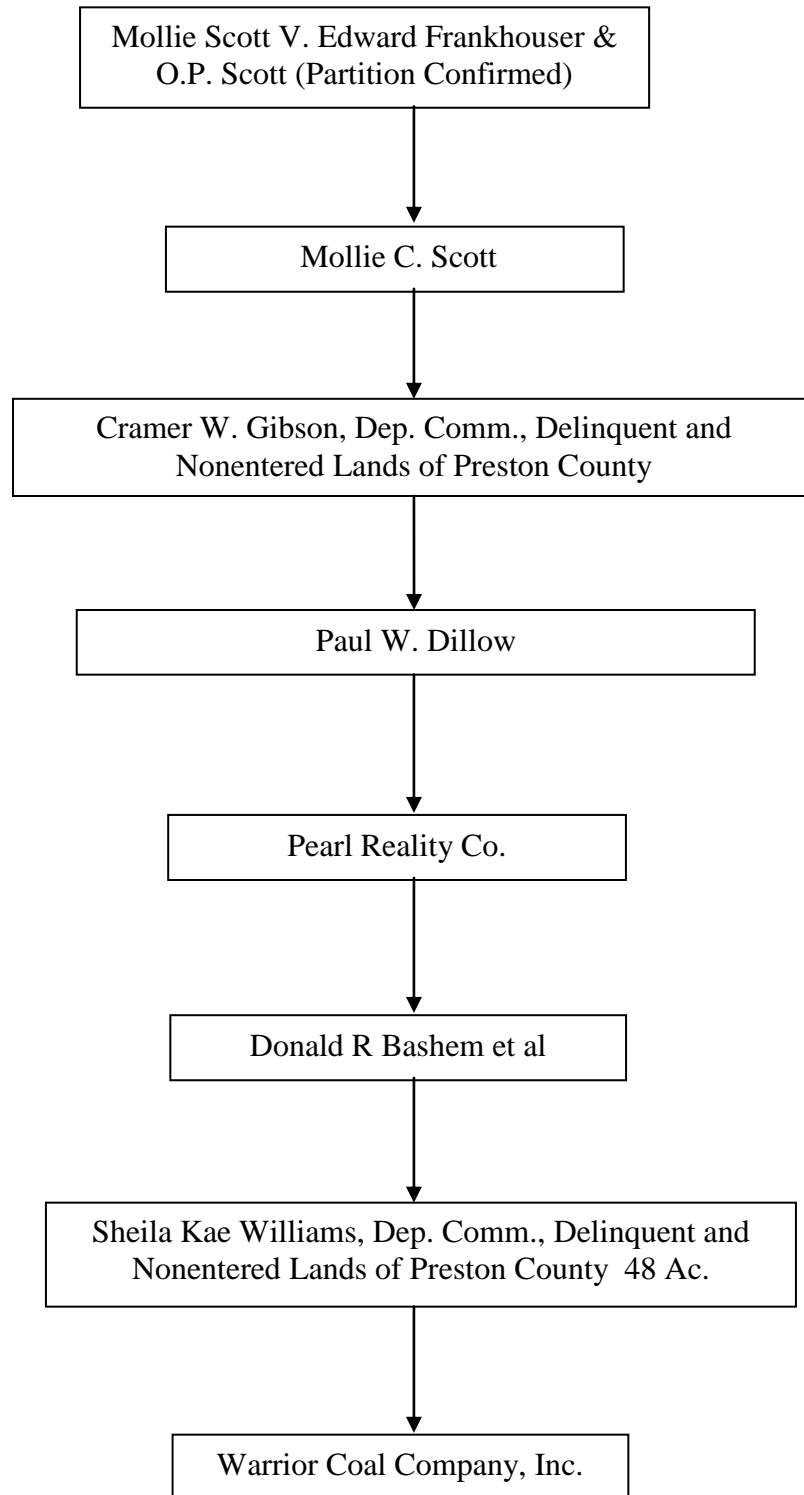 Mollie Scott V. Edward Frankhouser &
O.P. Scott (Partition Confirmed)
Mollie C. Scott
Cramer W. Gibson, Dep. Comm., Delinquent and
Nonentered Lands of Preston County
Paul W. Dillow
Pearl Reality Co.
Donald R Bashem et al
Sheila Kae Williams, Dep. Comm., Delinquent and
Nonentered Lands of Preston County 48 Ac.
Warrior Coal Company, Inc.